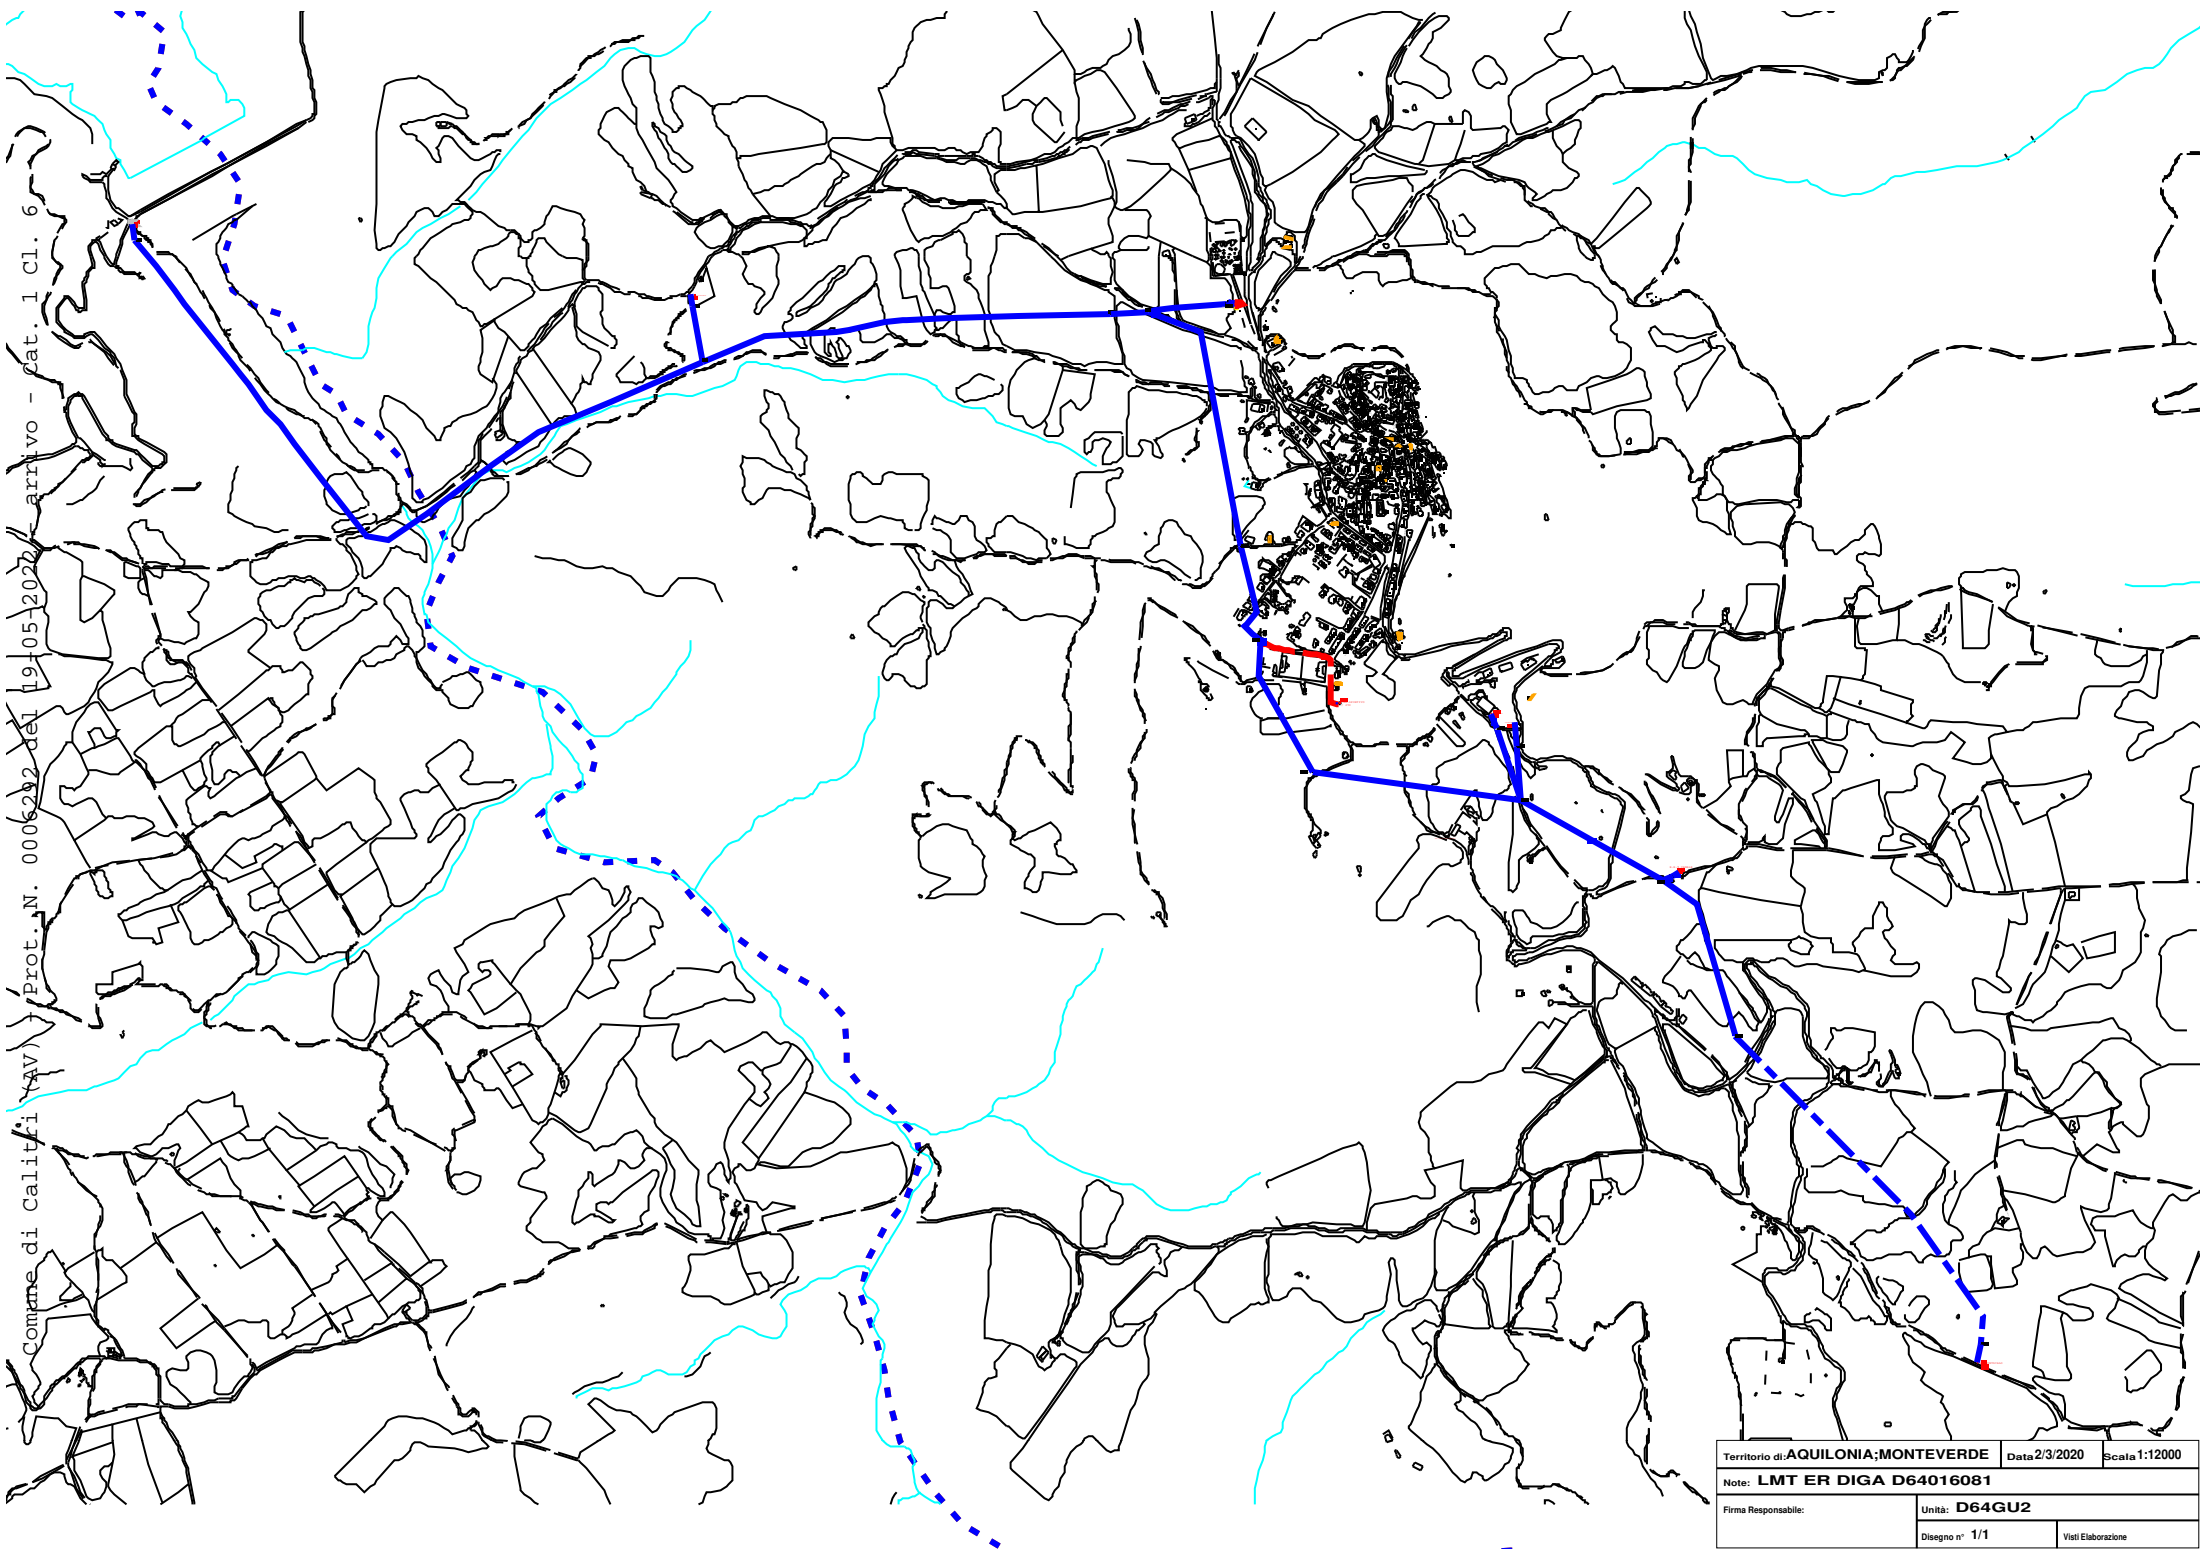 Comune di Calitri (AV) - Prot. N. 0006292 del 19-05-2022 - arrivo - Cat. 1 Cl. 6
Territorio di: AQUILONIA;MONTEVERDE Data 2/3/2020 Scala 1:12000
Note: LMT ER DIGA D64016081
Firma Responsabile: Unità: D64GU2
Disegno n° 1/1 Visti Elaborazione